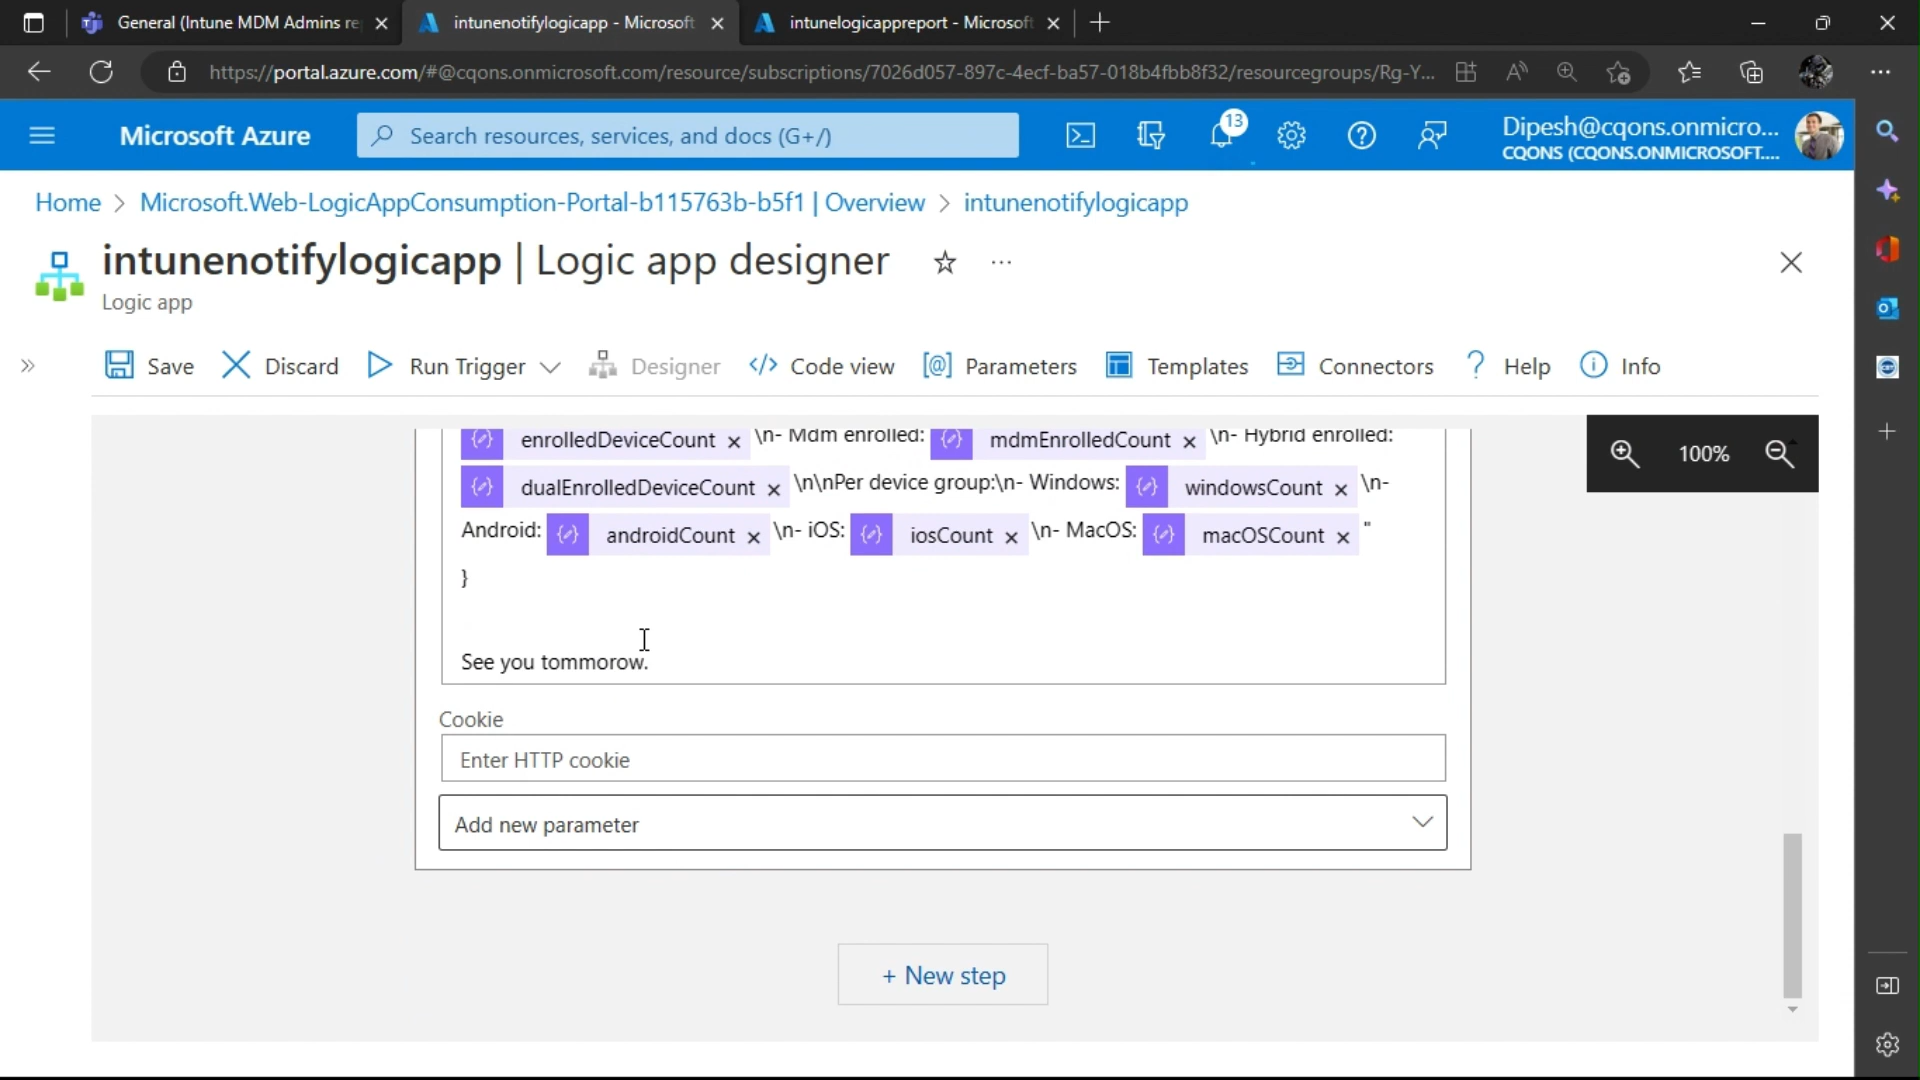 General (Intune MDM Admins re
intunenotifylogicapp - Microsoft
intunelogicappreport - Microsoft
https://portal.azure.com/#@cqons.onmicrosoft.com/resource/subscriptions/7026d057-897c-4ecf-ba57-018b4fbb8f32/resourcegroups/Rg-Y...
Microsoft Azure
Search resources, services, and docs (G+/)
13
Dipesh@cqons.onmicro...
CQONS (CQONS.ONMICROSOFT....
Home > Microsoft.Web-LogicAppConsumption-Portal-b115763b-b5f1 | Overview > intunenotifylogicapp
intunenotifylogicapp | Logic app designer
Logic app
Save Discard Run Trigger Designer Code view Parameters Templates Connectors Help Info
100%
enrolledDeviceCount × \n- Mdm enrolled: mdmEnrolledCount × \n- Hybrid enrolled:
dualEnrolledDeviceCount × \n\nPer device group:\n- Windows: windowsCount × \n-
Android: androidCount × \n- iOS: iosCount × \n- MacOS: macOSCount × "
}
See you tommorow.
Cookie
Enter HTTP cookie
Add new parameter
+ New step